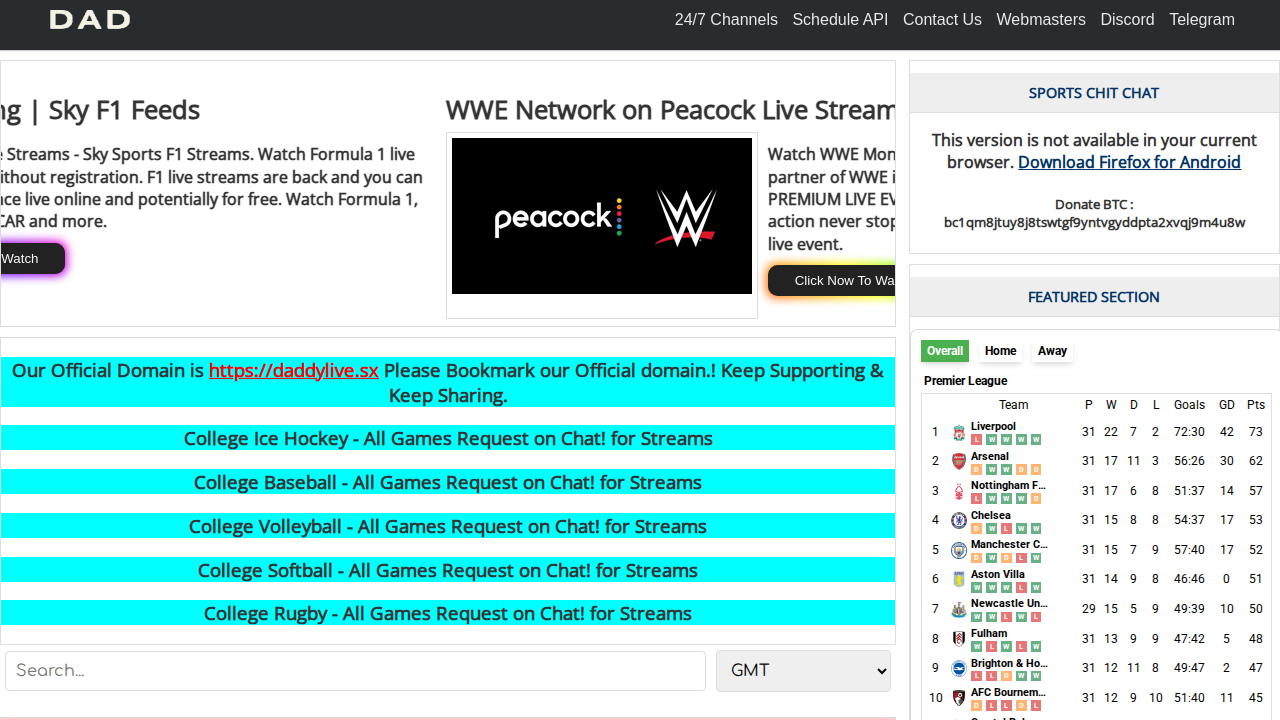 DAD
24/7 Channels Schedule API Contact Us Webmasters Discord Telegram
ng | Sky F1 Feeds
Streams - Sky Sports F1 Streams. Watch Formula 1 live
ithout registration. F1 live streams are back and you can
ace live online and potentially for free. Watch Formula 1,
CAR and more.
Watch
WWE Network on Peacock Live Stream
peacock
Watch WWE Mon
partner of WWE i
PREMIUM LIVE EV
action never stop
live event.
Click Now To Wa
Our Official Domain is https://daddylive.sx Please Bookmark our Official domain.! Keep Supporting &
Keep Sharing.
College Ice Hockey - All Games Request on Chat! for Streams
College Baseball - All Games Request on Chat! for Streams
College Volleyball - All Games Request on Chat! for Streams
College Softball - All Games Request on Chat! for Streams
College Rugby - All Games Request on Chat! for Streams
Search...
GMT
SPORTS CHIT CHAT
This version is not available in your current
browser. Download Firefox for Android
Donate BTC :
bc1qm8jtuy8j8tswtgf9yntvgyddpta2xvqj9m4u8w
FEATURED SECTION
Overall Home Away
Premier League
Team P W D L Goals GD Pts
1 Liverpool 31 22 7 2 72:30 42 73
L W W W W
2 Arsenal 31 17 11 3 56:26 30 62
D W W D D
3 Nottingham F... 31 17 6 8 51:37 14 57
L W W W D
4 Chelsea 31 15 8 8 54:37 17 53
D W L W W
5 Manchester C... 31 15 7 9 57:40 17 52
D W D L W
6 Aston Villa 31 14 9 8 46:46 0 51
W W W L W
7 Newcastle Un... 29 15 5 9 49:39 10 50
W W L W L
8 Fulham 31 13 9 9 47:42 5 48
W L W L W
9 Brighton & Ho... 31 12 11 8 49:47 2 47
L L D W W
10 AFC Bournem... 31 12 9 10 51:40 11 45
D L L D L